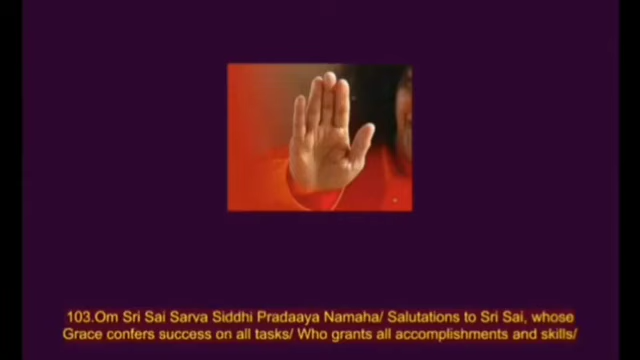 103.Om Sri Sai Sarva Siddhi Pradaaya Namaha/ Salutations to Sri Sai, whose
Grace confers success on all tasks/ Who grants all accomplishments and skills/